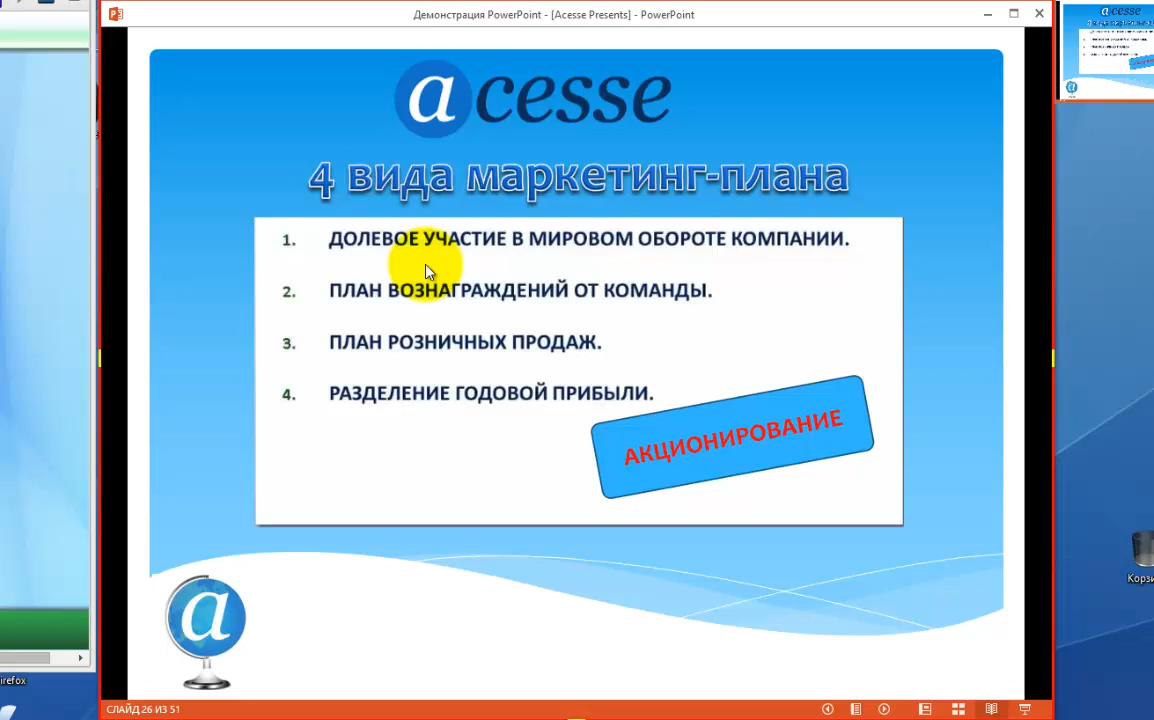 Демонстрация PowerPoint - [Acesse Presents] - PowerPoint
acesse
4 вида маркетинг-плана
1. ДОЛЕВОЕ УЧАСТИЕ В МИРОВОМ ОБОРОТЕ КОМПАНИИ.
2. ПЛАН ВОЗНАГРАЖДЕНИЙ ОТ КОМАНДЫ.
3. ПЛАН РОЗНИЧНЫХ ПРОДАЖ.
4. РАЗДЕЛЕНИЕ ГОДОВОЙ ПРИБЫЛИ.
АКЦИОНИРОВАНИЕ
a
СЛАЙД 26 ИЗ 51
irefox
Корзи
acesse